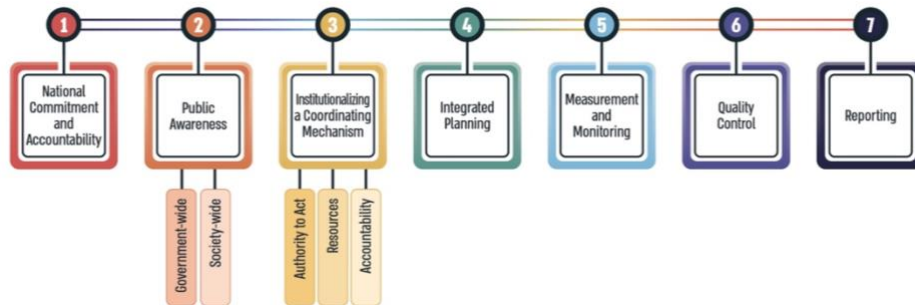 1
2
3
4
5
6
7
National
Commitment
and
Accountability
Public
Awareness
Institutionalizing
a Coordinating
Mechanism
Integrated
Planning
Measurement
and
Monitoring
Quality
Control
Reporting
Government-wide
Society-wide
Authority to Act
Resources
Accountability